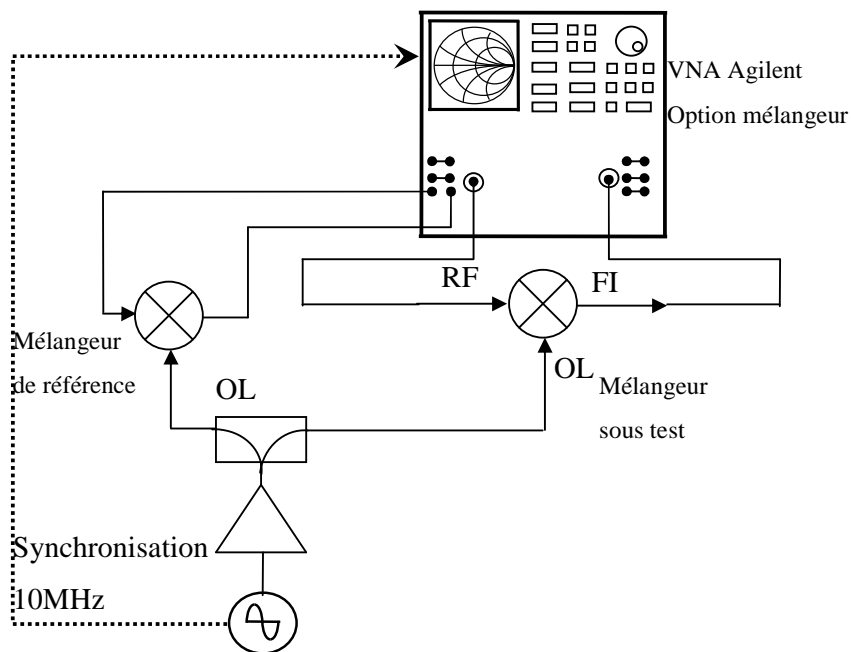 VNA Agilent
Option mélangeur
RF
FI
Mélangeur
de référence
OL
OL
Mélangeur
sous test
Synchronisation
10MHz